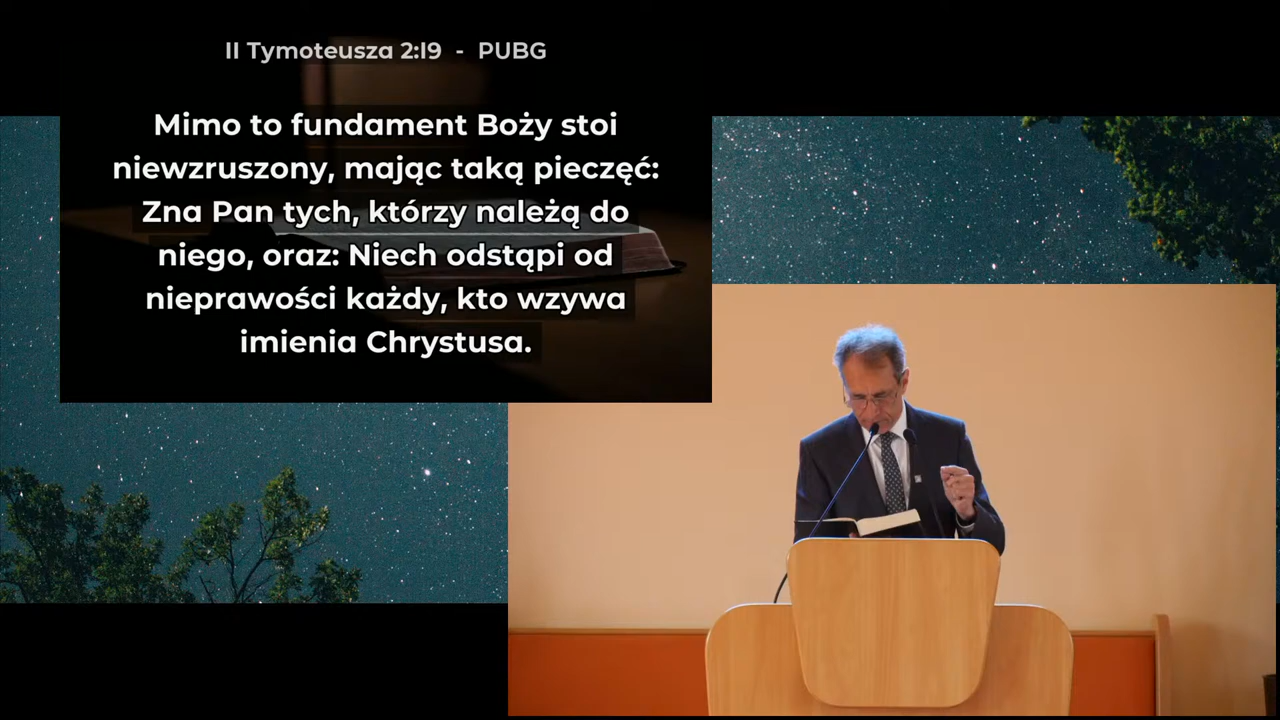 II Tymoteusza 2:19 - PUBG
Mimo to fundament Boży stoi
niewzruszony, mając taką pieczęć:
Zna Pan tych, którzy należą do
niego, oraz: Niech odstąpi od
nieprawości każdy, kto wzywa
imienia Chrystusa.